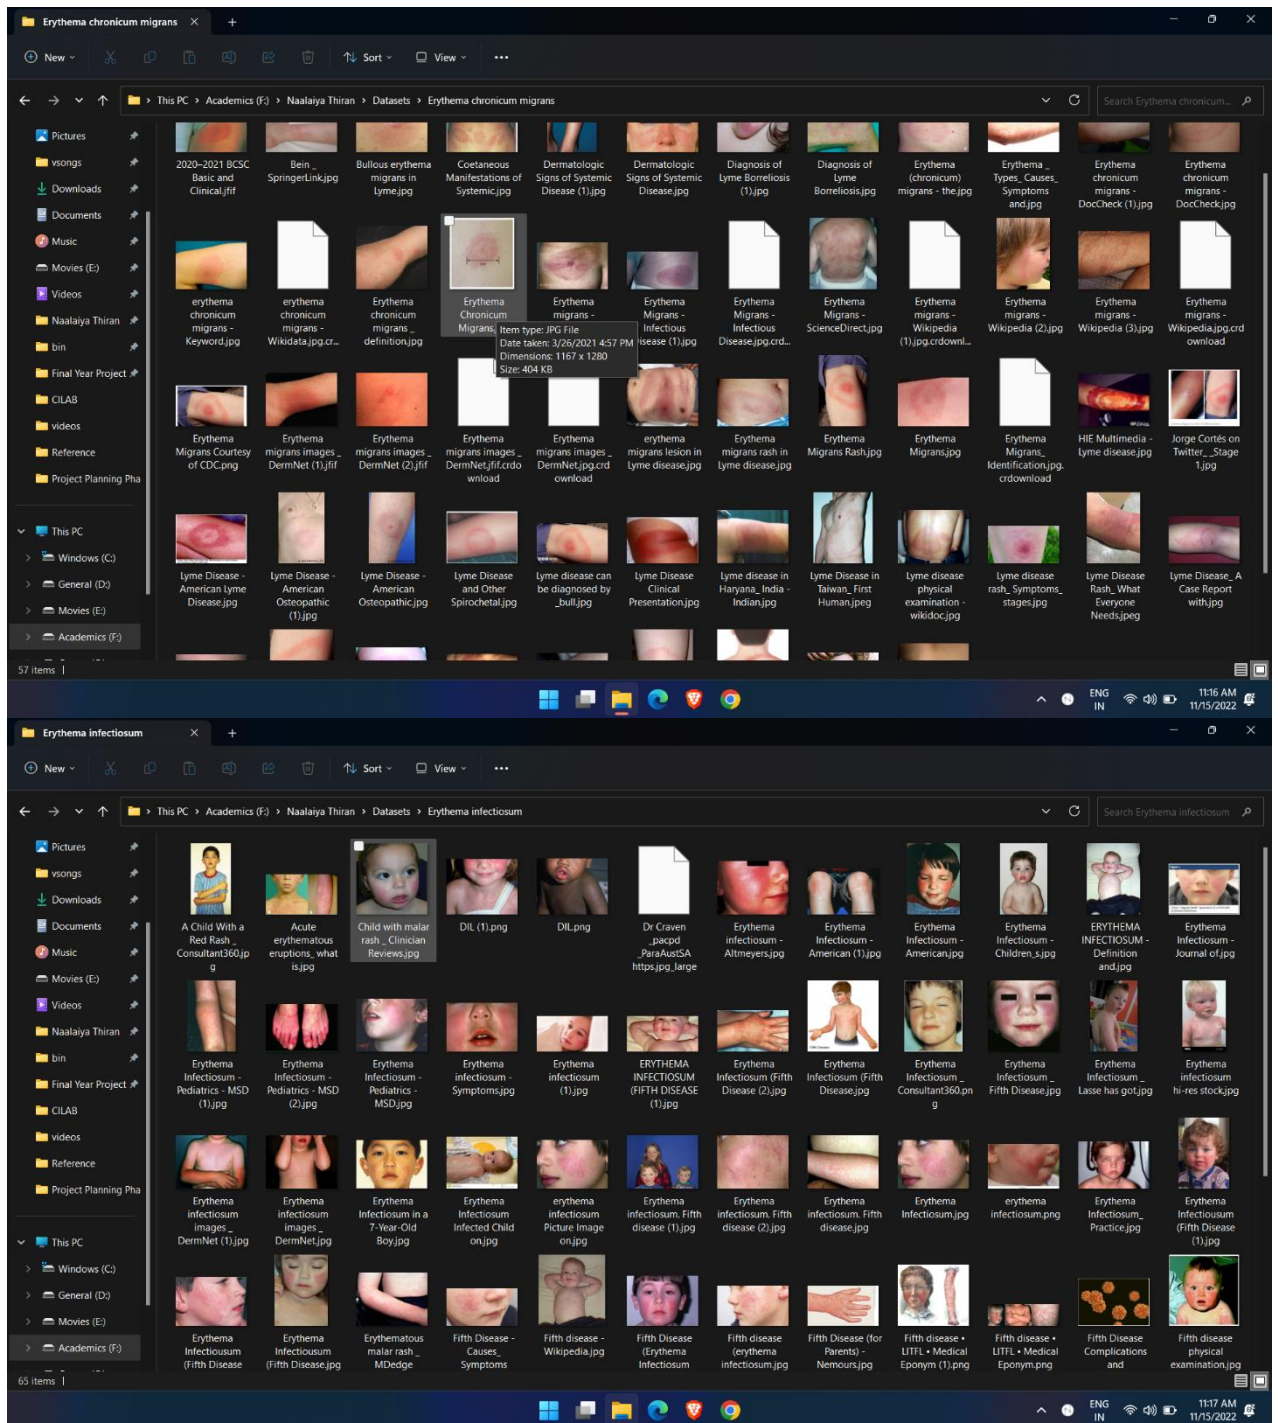 Erythema chronicum migrans
New
Sort
View
This PC > Academics (F:) > Naalaiya Thiran > Datasets > Erythema chronicum migrans
Search Erythema chronicum...
Pictures
vsongs
Downloads
Documents
Music
Movies (E:)
Videos
Naalaiya Thiran
bin
Final Year Project
CILAB
videos
Reference
Project Planning Pha
This PC
Windows (C:)
General (D:)
Movies (E:)
Academics (F:)
2020–2021 BCSC
Basic and
Clinical.jfif
Bein _
SpringerLink.jpg
Bullous erythema
migrans in
Lyme.jpg
Coetaneous
Manifestations of
Systemic.jpg
Dermatologic
Signs of Systemic
Disease (1).jpg
Dermatologic
Signs of Systemic
Disease.jpg
Diagnosis of
Lyme Borreliosis
(1).jpg
Diagnosis of
Lyme
Borreliosis.jpg
Erythema
(chronicum)
migrans - the.jpg
Erythema _
Types_ Causes_
Symptoms
and.jpg
Erythema
chronicum
migrans -
DocCheck (1).jpg
Erythema
chronicum
migrans -
DocCheck.jpg
erythema
chronicum
migrans -
Keyword.jpg
erythema
chronicum
migrans -
Wikidata.jpg.cr...
Erythema
chronicum
migrans _
definition.jpg
Erythema
Chronicum
Migrans
Erythema
migrans -
Erythema
Migrans -
Infectious
Disease (1).jpg
Erythema
Migrans -
Infectious
Disease.jpg.crd...
Erythema
Migrans -
ScienceDirect.jpg
Erythema
migrans -
Wikipedia
(1).jpg.crdownl...
Erythema
migrans -
Wikipedia (2).jpg
Erythema
migrans -
Wikipedia (3).jpg
Erythema
migrans -
Wikipedia.jpg.crd
ownload
Item type: JPG File
Date taken: 3/26/2021 4:57 PM
Dimensions: 1167 x 1280
Size: 404 KB
Erythema
Migrans Courtesy
of CDC.png
Erythema
migrans images _
DermNet (1).jfif
Erythema
migrans images _
DermNet (2).jfif
Erythema
migrans images _
DermNet.jfif.crdo
wnload
Erythema
migrans images _
DermNet.jpg.crd
ownload
erythema
migrans lesion in
Lyme disease.jpg
Erythema
migrans rash in
Lyme disease.jpg
Erythema
Migrans Rash.jpg
Erythema
Migrans.jpg
Erythema
Migrans_
Identification.jpg.
crdownload
HIE Multimedia -
Lyme disease.jpg
Jorge Cortés on
Twitter_ _Stage
1.jpg
Lyme Disease -
American Lyme
Disease.jpg
Lyme Disease -
American
Osteopathic
(1).jpg
Lyme Disease -
American
Osteopathic.jpg
Lyme Disease
and Other
Spirochetal.jpg
Lyme disease can
be diagnosed by
_bull.jpg
Lyme Disease
Clinical
Presentation.jpg
Lyme disease in
Haryana_ India -
Indian.jpg
Lyme Disease in
Taiwan_ First
Human.jpeg
Lyme disease
physical
examination -
wikidoc.jpg
Lyme disease
rash_ Symptoms_
stages.jpg
Lyme Disease
Rash_ What
Everyone
Needs.jpeg
Lyme Disease_ A
Case Report
with.jpg
57 items
ENG
IN
11:16 AM
11/15/2022
Erythema infectiosum
New
Sort
View
This PC > Academics (F:) > Naalaiya Thiran > Datasets > Erythema infectiosum
Search Erythema infectiosum
Pictures
vsongs
Downloads
Documents
Music
Movies (E:)
Videos
Naalaiya Thiran
bin
Final Year Project
CILAB
videos
Reference
Project Planning Pha
This PC
Windows (C:)
General (D:)
Movies (E:)
Academics (F:)
A Child With a
Red Rash _
Consultant360.jp
g
Acute
erythematous
eruptions_ what
is.jpg
Child with malar
rash _ Clinician
Reviews.jpg
DIL (1).png
DIL.png
Dr Craven
_pacpd
_ParaAustSA
https.jpg_large
Erythema
infectiosum -
Altmeyers.jpg
Erythema
Infectiosum -
American (1).jpg
Erythema
Infectiosum -
American.jpg
Erythema
Infectiosum -
Children_s.jpg
ERYTHEMA
INFECTIOSUM -
Definition
and.jpg
Erythema
Infectiosum -
Journal of.jpg
Erythema
Infectiosum -
Pediatrics - MSD
(1).jpg
Erythema
Infectiosum -
Pediatrics - MSD
(2).jpg
Erythema
Infectiosum -
Pediatrics -
MSD.jpg
Erythema
infectiosum -
Symptoms.jpg
Erythema
infectiosum
(1).jpg
ERYTHEMA
INFECTIOSUM
(FIFTH DISEASE
(1).jpg
Erythema
Infectiosum (Fifth
Disease (2).jpg
Erythema
Infectiosum (Fifth
Disease.jpg
Erythema
Infectiosum _
Consultant360.pn
g
Erythema
Infectiosum _
Fifth Disease.jpg
Erythema
Infectiosum _
Lasse has got.jpg
Erythema
infectiosum
hi-res stock.jpg
Erythema
infectiosum
images _
DermNet (1).jpg
Erythema
infectiosum
images _
DermNet.jpg
Erythema
Infectiosum in a
7-Year-Old
Boy.jpg
Erythema
Infectiosum
Infected Child
on.jpg
erythema
infectiosum
Picture Image
on.jpg
Erythema
infectiosum. Fifth
disease (1).jpg
Erythema
infectiosum. Fifth
disease (2).jpg
Erythema
infectiosum. Fifth
disease.jpg
Erythema
Infectiosum.jpg
erythema
infectiosum.png
Erythema
Infectiosum_
Practice.jpg
Erythema
Infectiousum
(Fifth Disease
(1).jpg
Erythema
Infectiousum
(Fifth Disease
Erythema
Infectiousum
(Fifth Disease.jpg
Erythematous
malar rash _
MDedge
Fifth Disease -
Causes_
Symptoms
Fifth disease -
Wikipedia.jpg
Fifth Disease
(Erythema
Infectiosum
Fifth disease
(erythema
infectiosum.jpg
Fifth Disease (for
Parents) -
Nemours.jpg
Fifth disease •
LITFL • Medical
Eponym (1).png
Fifth disease •
LITFL • Medical
Eponym.png
Fifth Disease
Complications
and
Fifth disease
physical
examination.jpg
65 items
ENG
IN
11:17 AM
11/15/2022